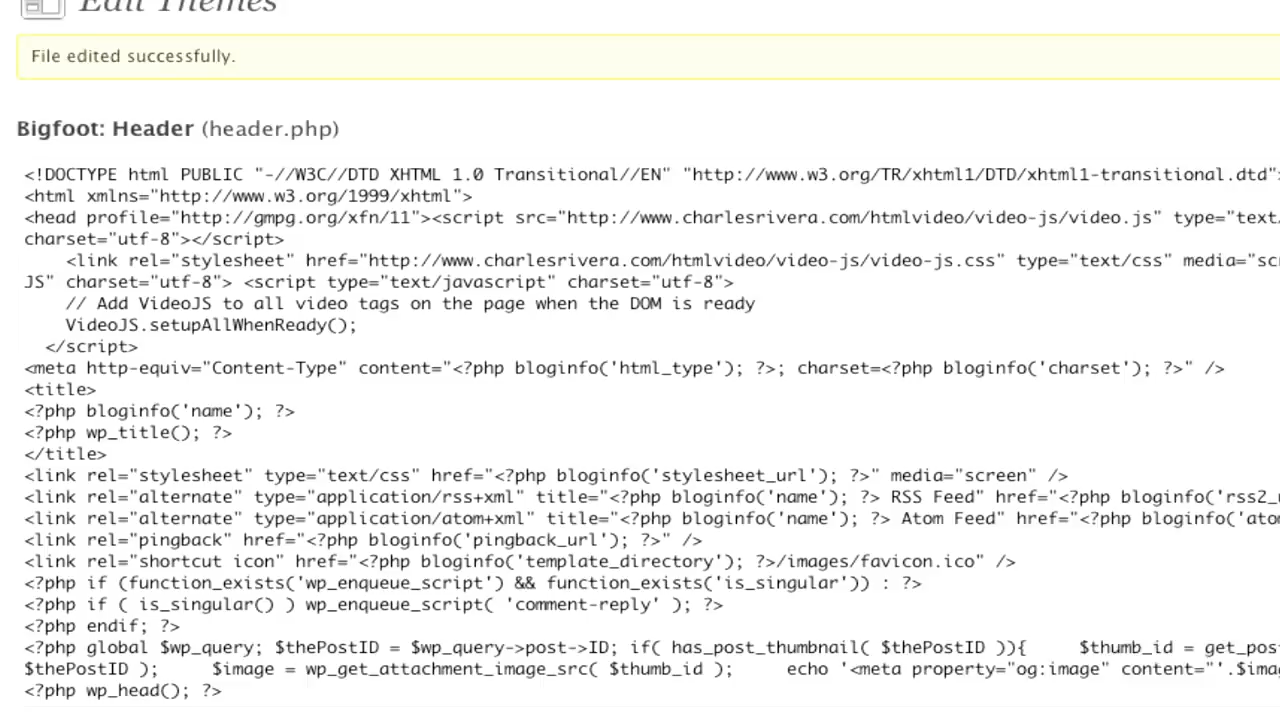 Edit Themes
File edited successfully.
Bigfoot: Header (header.php)
<!DOCTYPE html PUBLIC "-//W3C//DTD XHTML 1.0 Transitional//EN" "http://www.w3.org/TR/xhtml1/DTD/xhtml1-transitional.dtd">
<html xmlns="http://www.w3.org/1999/xhtml">
<head profile="http://gmpg.org/xfn/11"><script src="http://www.charlesrivera.com/htmlvideo/video-js/video.js" type="text/
charset="utf-8"></script>
    <link rel="stylesheet" href="http://www.charlesrivera.com/htmlvideo/video-js/video-js.css" type="text/css" media="scr
JS" charset="utf-8"> <script type="text/javascript" charset="utf-8">
    // Add VideoJS to all video tags on the page when the DOM is ready
    VideoJS.setupAllWhenReady();
  </script>
<meta http-equiv="Content-Type" content="<?php bloginfo('html_type'); ?>; charset=<?php bloginfo('charset'); ?>" />
<title>
<?php bloginfo('name'); ?>
<?php wp_title(); ?>
</title>
<link rel="stylesheet" type="text/css" href="<?php bloginfo('stylesheet_url'); ?>" media="screen" />
<link rel="alternate" type="application/rss+xml" title="<?php bloginfo('name'); ?> RSS Feed" href="<?php bloginfo('rss2_u
<link rel="alternate" type="application/atom+xml" title="<?php bloginfo('name'); ?> Atom Feed" href="<?php bloginfo('atom
<link rel="pingback" href="<?php bloginfo('pingback_url'); ?>" />
<link rel="shortcut icon" href="<?php bloginfo('template_directory'); ?>/images/favicon.ico" />
<?php if (function_exists('wp_enqueue_script') && function_exists('is_singular')) : ?>
<?php if ( is_singular() ) wp_enqueue_script( 'comment-reply' ); ?>
<?php endif; ?>
<?php global $wp_query; $thePostID = $wp_query->post->ID; if( has_post_thumbnail( $thePostID )){     $thumb_id = get_post
$thePostID );     $image = wp_get_attachment_image_src( $thumb_id );     echo '<meta property="og:image" content="'.$imag
<?php wp_head(); ?>